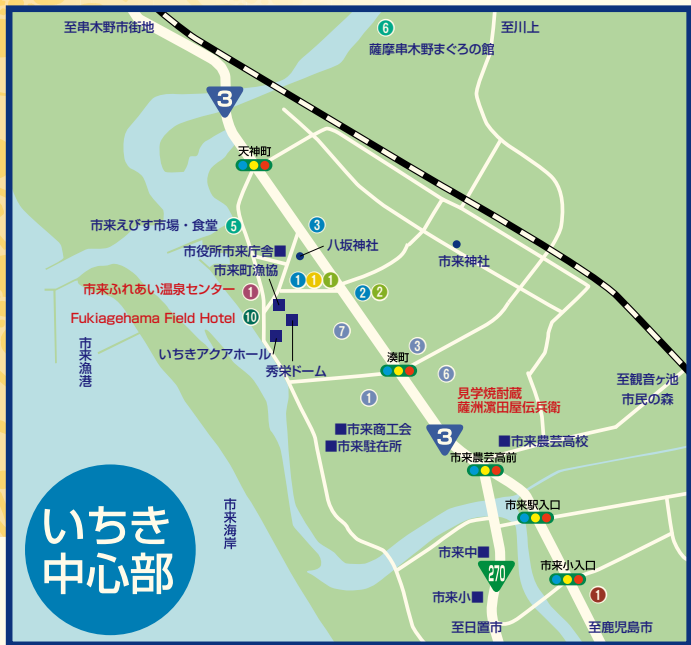 至串木野市街地
6
至川上
薩摩串木野まぐろの館
3
天神町
市来えびす市場・食堂
5
3
市役所市来庁舎
八坂神社
市来神社
市来町漁協
市来ふれあい温泉センター
1
1
1
1
2
2
Fukiagehama Field Hotel
10
7
いちきアクアホール
秀栄ドーム
湊町
3
6
市来漁港
至観音ヶ池
市民の森
1
見学焼酎蔵
薩洲濵田屋伝兵衛
市来商工会
3
市来駐在所
市来農芸高校
市来農芸高前
いちき
中心部
市来海岸
市来駅入口
市来中
270
市来小入口
市来小
1
至日置市
至鹿児島市